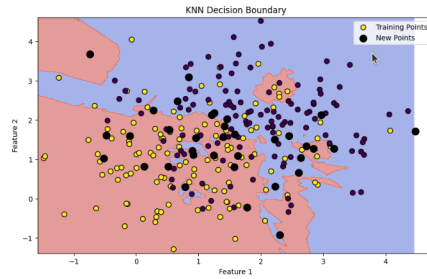 KNN Decision Boundary
Training Points
New Points
Feature 2
4
3
2
1
0
−1
−1
0
1
2
3
4
Feature 1